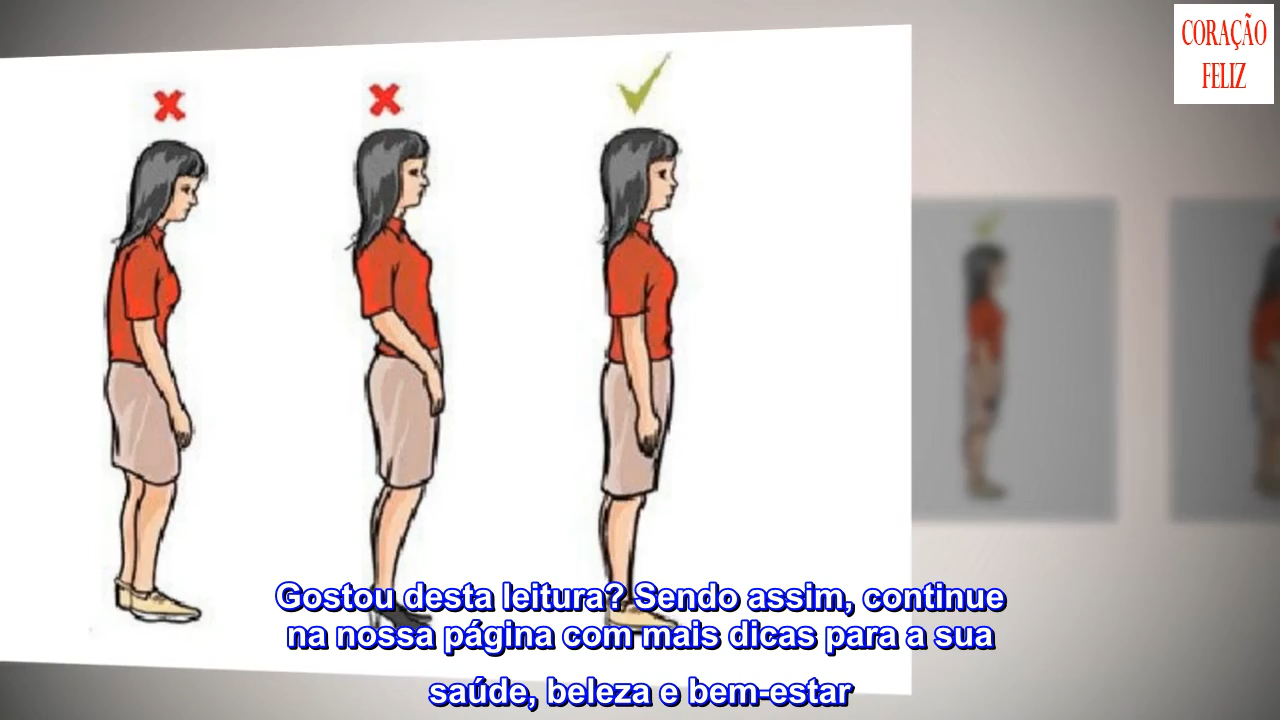 CORAÇÃO
FELIZ
Gostou desta leitura? Sendo assim, continue
na nossa página com mais dicas para a sua
saúde, beleza e bem-estar